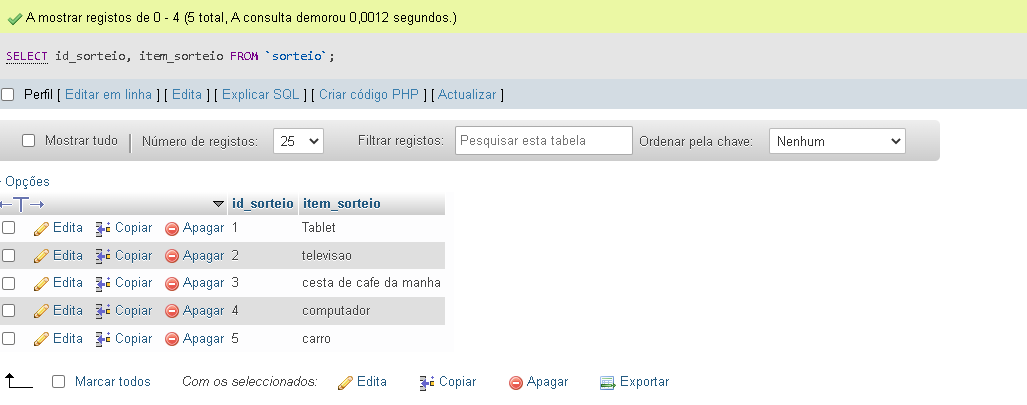 A mostrar registos de 0 - 4 (5 total, A consulta demorou 0,0012 segundos.)
SELECT id_sorteio, item_sorteio FROM `sorteio`;
Perfil [ Editar em linha ] [ Edita ] [ Explicar SQL ] [ Criar código PHP ] [ Actualizar ]
Mostrar tudo | Número de registos: 25 Filtrar registos: Pesquisar esta tabela Ordenar pela chave: Nenhum
Opções
id_sorteio item_sorteio
Edita Copiar Apagar 1 Tablet
Edita Copiar Apagar 2 televisao
Edita Copiar Apagar 3 cesta de cafe da manha
Edita Copiar Apagar 4 computador
Edita Copiar Apagar 5 carro
Marcar todos Com os seleccionados: Edita Copiar Apagar Exportar